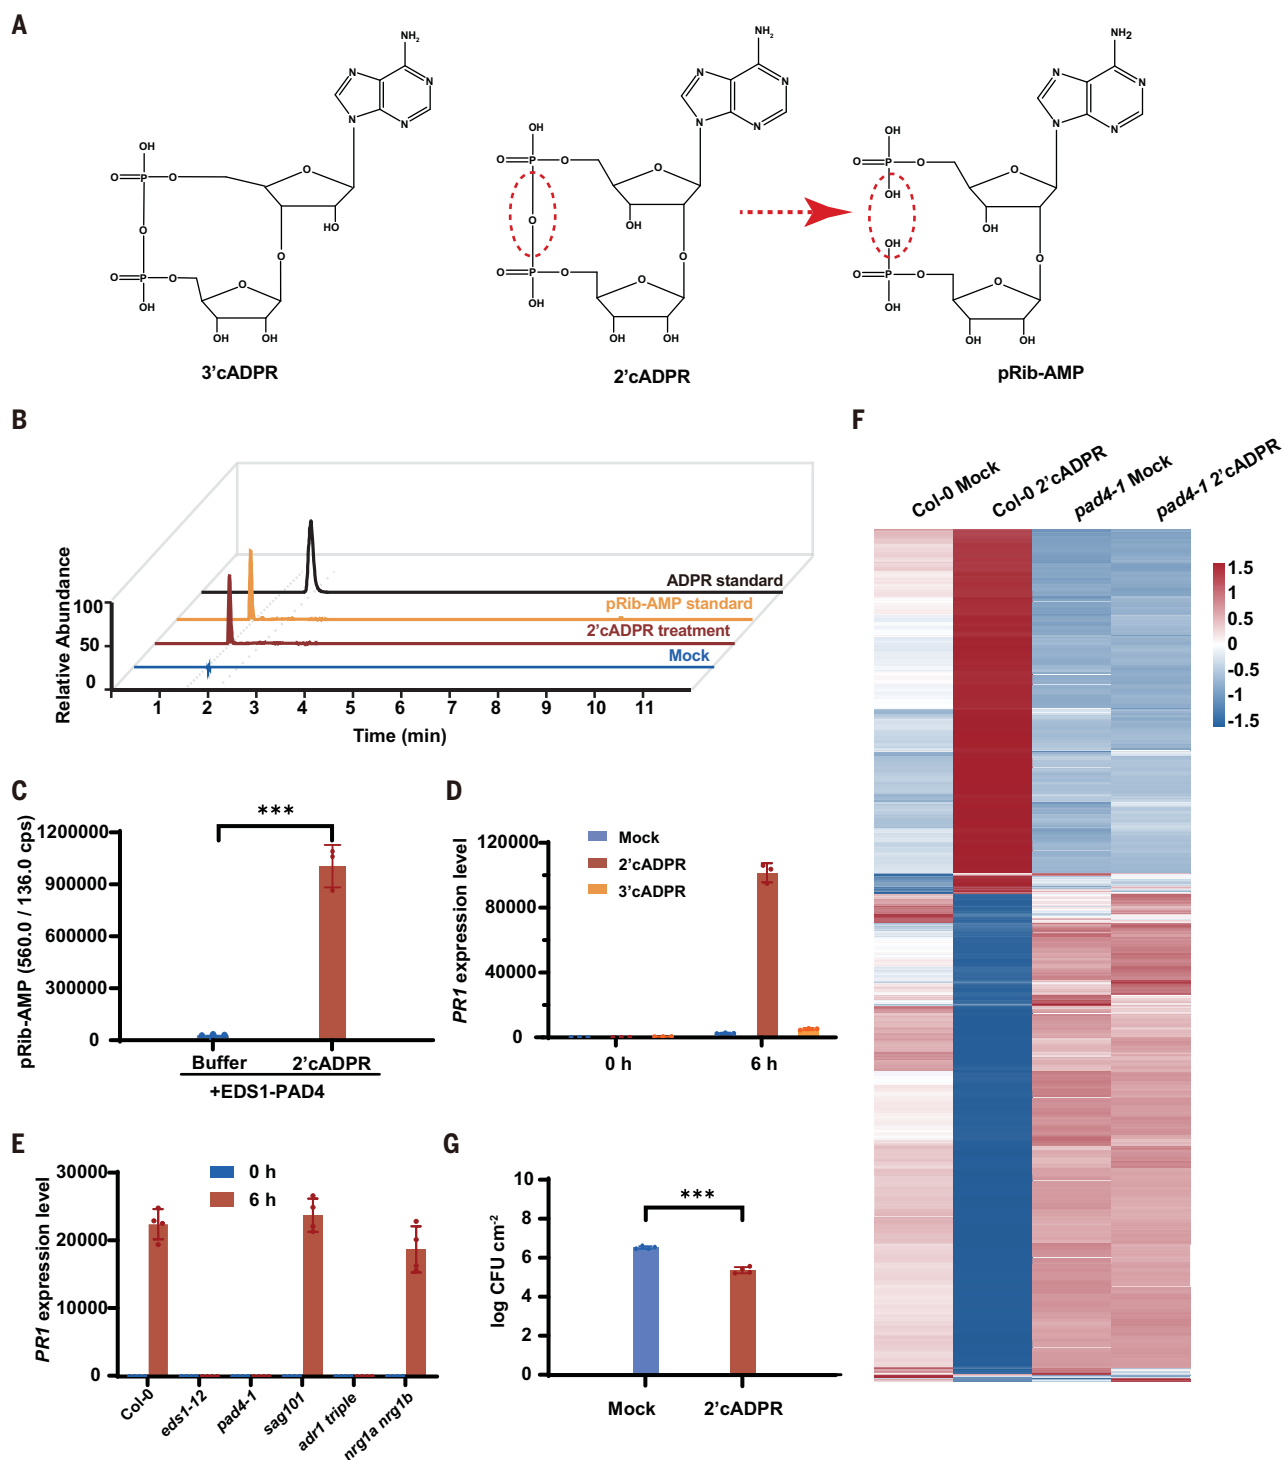 A
NH2
N
N
N
N
OH
O
P
O
O
O
HO
O
P
O
OH
O
OH
OH
3'cADPR
NH2
N
N
N
N
OH
O
P
O
O
O
OH
O
P
O
OH
O
OH
OH
2'cADPR
NH2
N
N
N
N
OH
O
P
O
OH
O
OH
OH
O
O
P
O
OH
O
OH
OH
pRib-AMP
B
Relative Abundance
100
50
0
ADPR standard
pRib-AMP standard
2'cADPR treatment
Mock
1 2 3 4 5 6 7 8 9 10 11
Time (min)
C
pRib-AMP (560.0 / 136.0 cps)
1200000
900000
600000
300000
0
***
Buffer 2'cADPR
+EDS1-PAD4
D
PR1 expression level
120000
80000
40000
0
Mock
2'cADPR
3'cADPR
0 h 6 h
E
PR1 expression level
30000
20000
10000
0
0 h
6 h
Col-0
eds1-12
pad4-1
sag101
adr1 triple
nrg1a nrg1b
G
log CFU cm-2
10
8
6
4
2
0
***
Mock 2'cADPR
F
Col-0 Mock
Col-0 2'cADPR
pad4-1 Mock
pad4-1 2'cADPR
1.5
1
0.5
0
-0.5
-1
-1.5